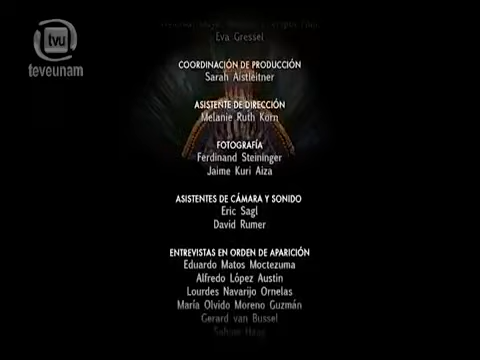 tvu
teveunam
Eva Gressel
COORDINACIÓN DE PRODUCCIÓN
Sarah Aistleitner
ASISTENTE DE DIRECCIÓN
Melanie Ruth Korn
FOTOGRAFÍA
Ferdinand Steininger
Jaime Kuri Aiza
ASISTENTES DE CÁMARA Y SONIDO
Eric Sagl
David Rumer
ENTREVISTAS EN ORDEN DE APARICIÓN
Eduardo Matos Moctezuma
Alfredo López Austin
Lourdes Navarijo Ornelas
María Olvido Moreno Guzmán
Gerard van Bussel
Sabine Haag